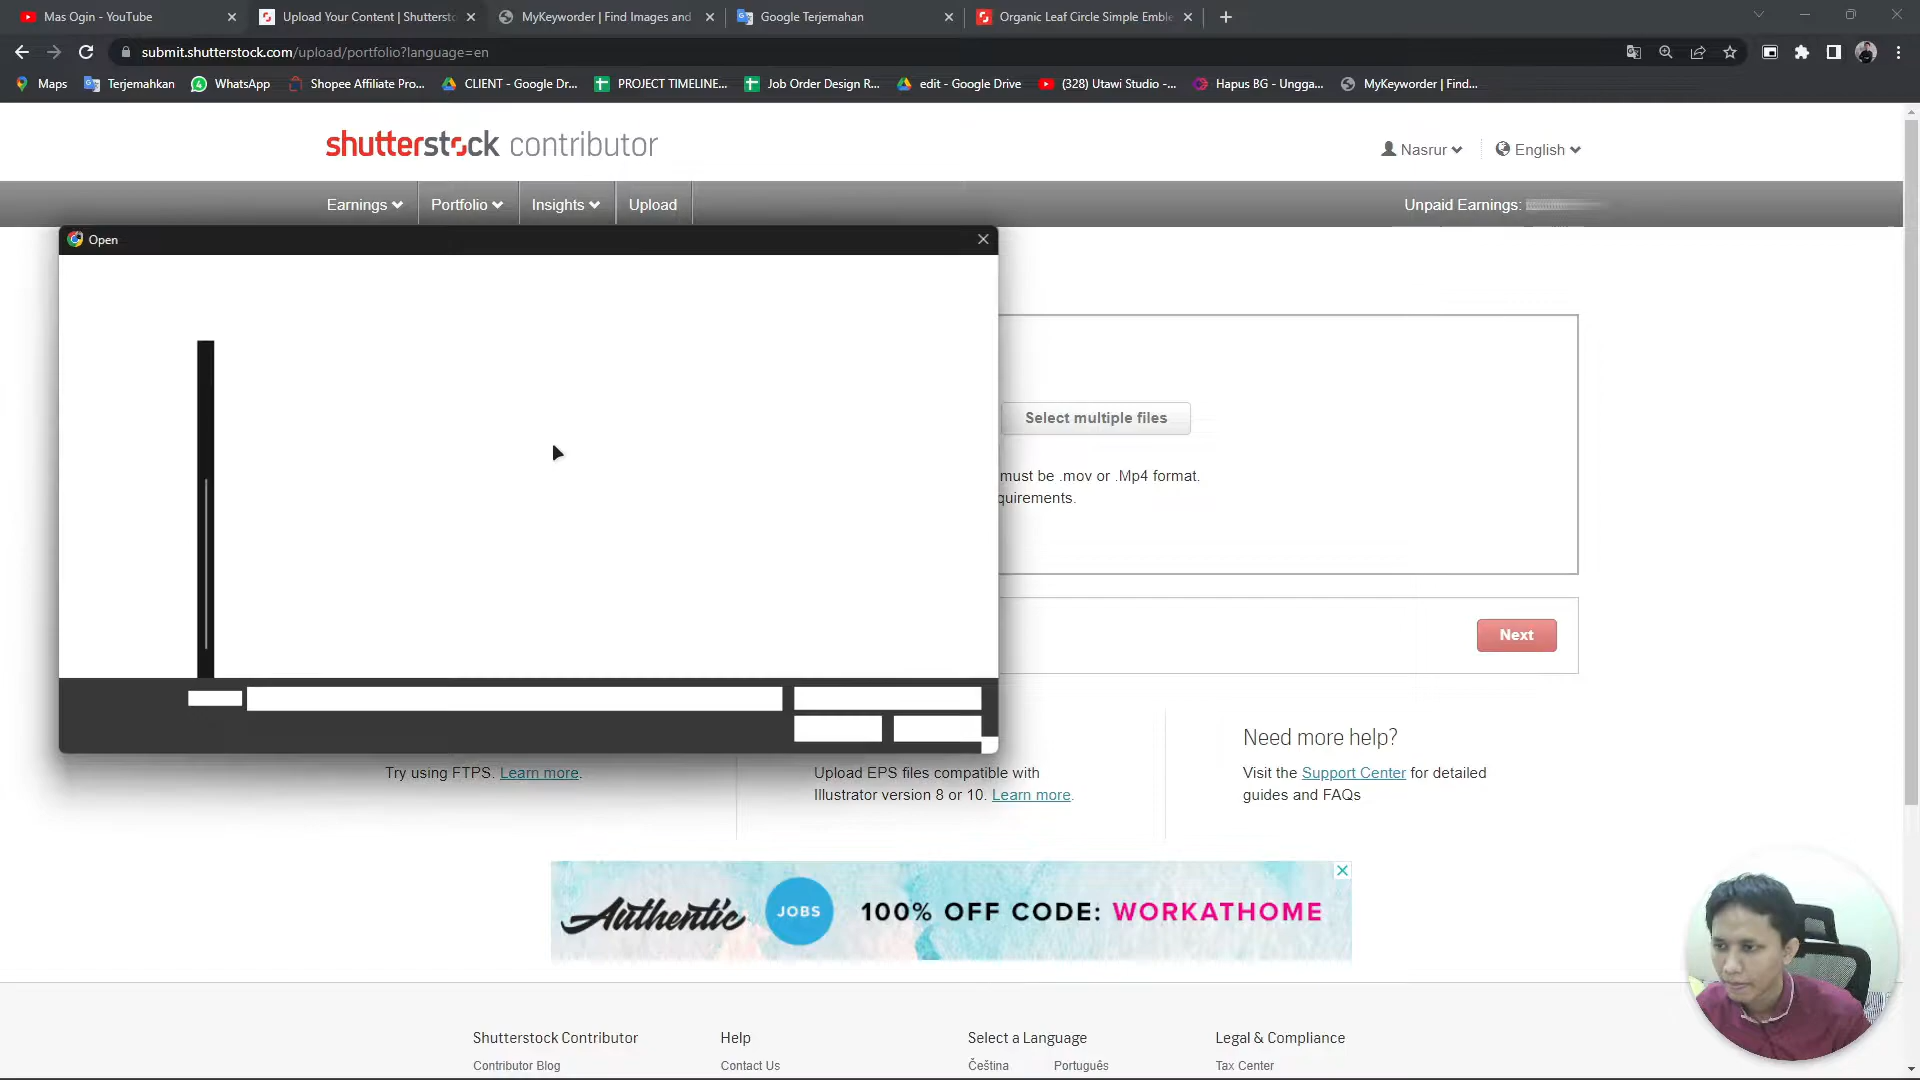 Mas Ogin - YouTube
Upload Your Content | Shutterst
MyKeyworder | Find Images and
Google Terjemahan
Organic Leaf Circle Simple Emble
submit.shutterstock.com/upload/portfolio?language=en
Maps
Terjemahkan
WhatsApp
Shopee Affiliate Pro...
CLIENT - Google Dr...
PROJECT TIMELINE...
Job Order Design R...
edit - Google Drive
(328) Utawi Studio -...
Hapus BG - Ungga...
MyKeyworder | Find...
shutterstock contributor
Nasrur
English
Earnings
Portfolio
Insights
Upload
Unpaid Earnings:
Open
Select multiple files
must be .mov or .Mp4 format.
quirements.
Next
Try using FTPS. Learn more.
Upload EPS files compatible with
Illustrator version 8 or 10. Learn more.
Need more help?
Visit the Support Center for detailed
guides and FAQs
Authentic JOBS 100% OFF CODE: WORKATHOME
Shutterstock Contributor
Help
Select a Language
Legal & Compliance
Contributor Blog
Contact Us
Čeština
Português
Tax Center